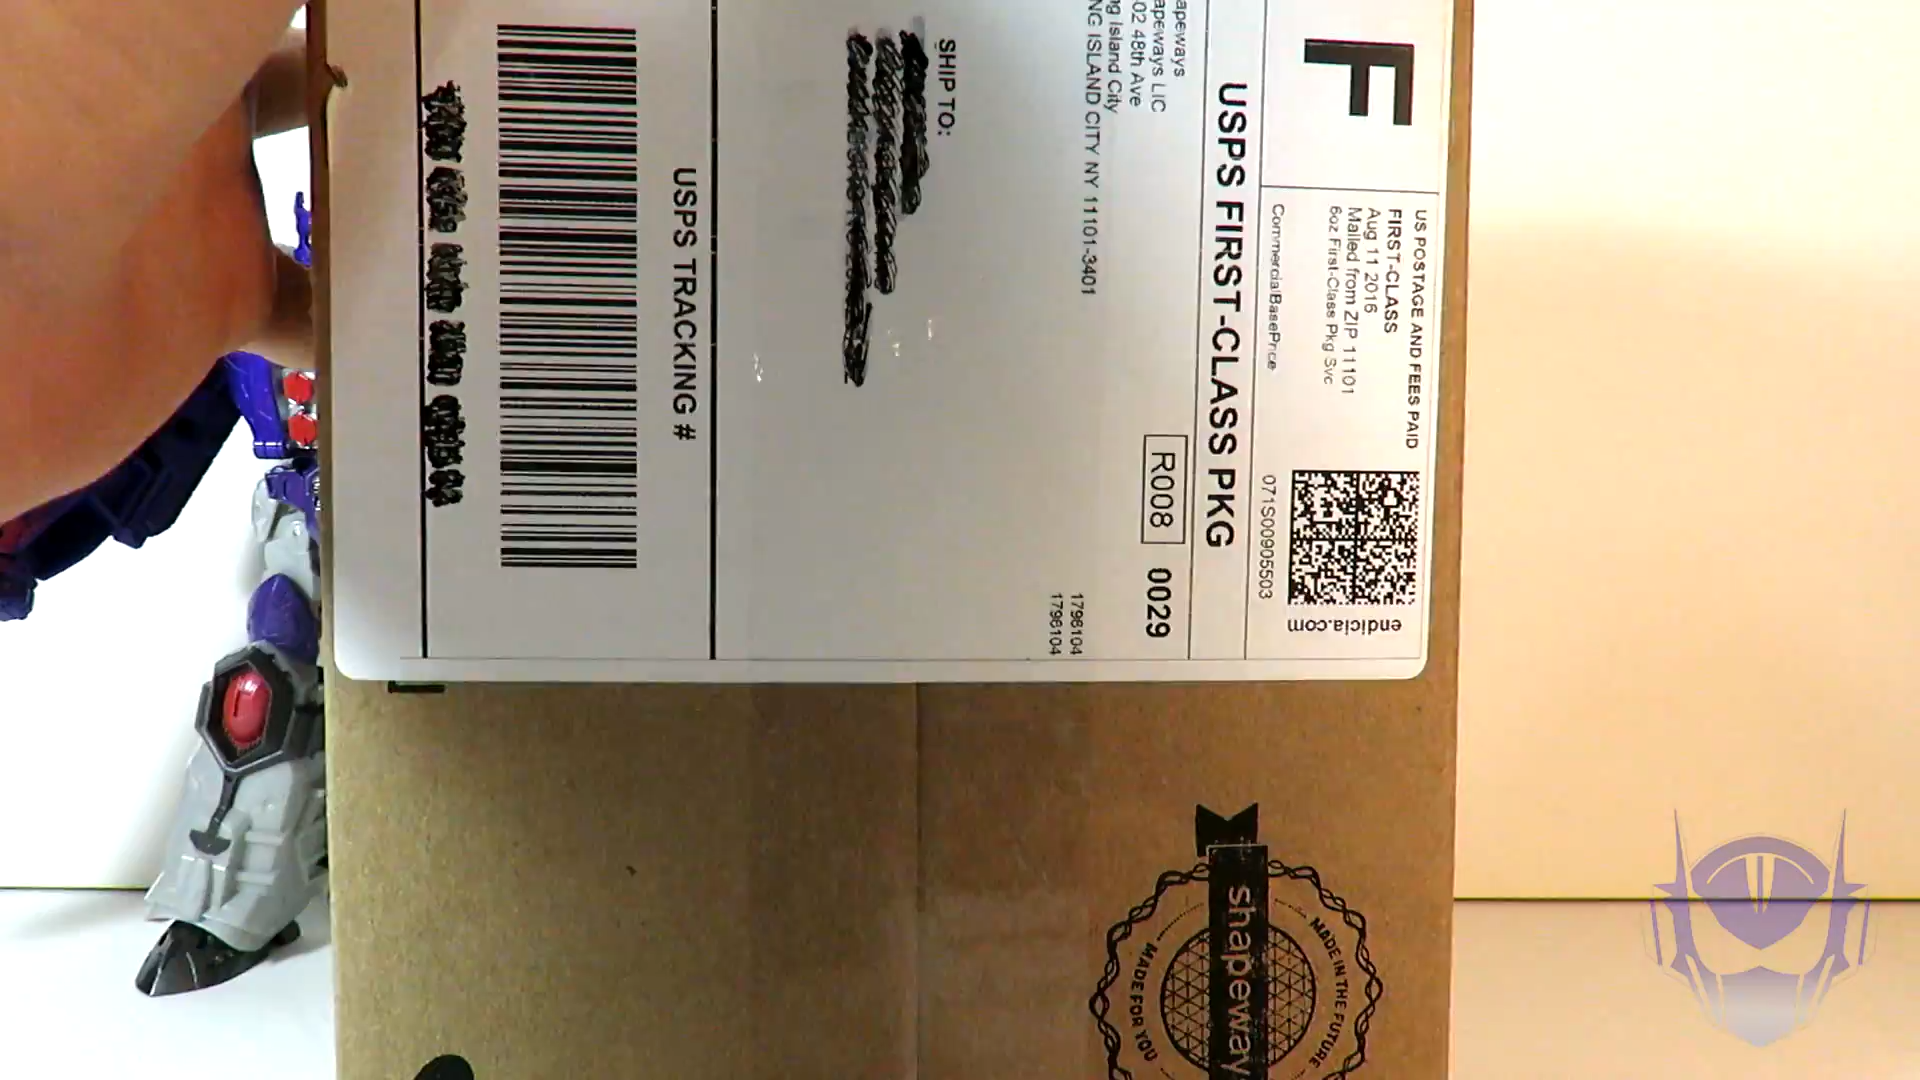 F
US POSTAGE AND FEES PAID
FIRST-CLASS
Aug 11 2016
Mailed from ZIP 11101
6oz First-Class Pkg Svc
CommercialBasePrice
071S00905503
endicia.com
USPS FIRST-CLASS PKG
apeways
apeways LIC
02 48th Ave
ng Island City
NG ISLAND CITY NY 11101-3401
R008
0029
1796104
1796104
SHIP TO:
USPS TRACKING #
shapeway
MADE IN THE FUTURE
MADE FOR YOU